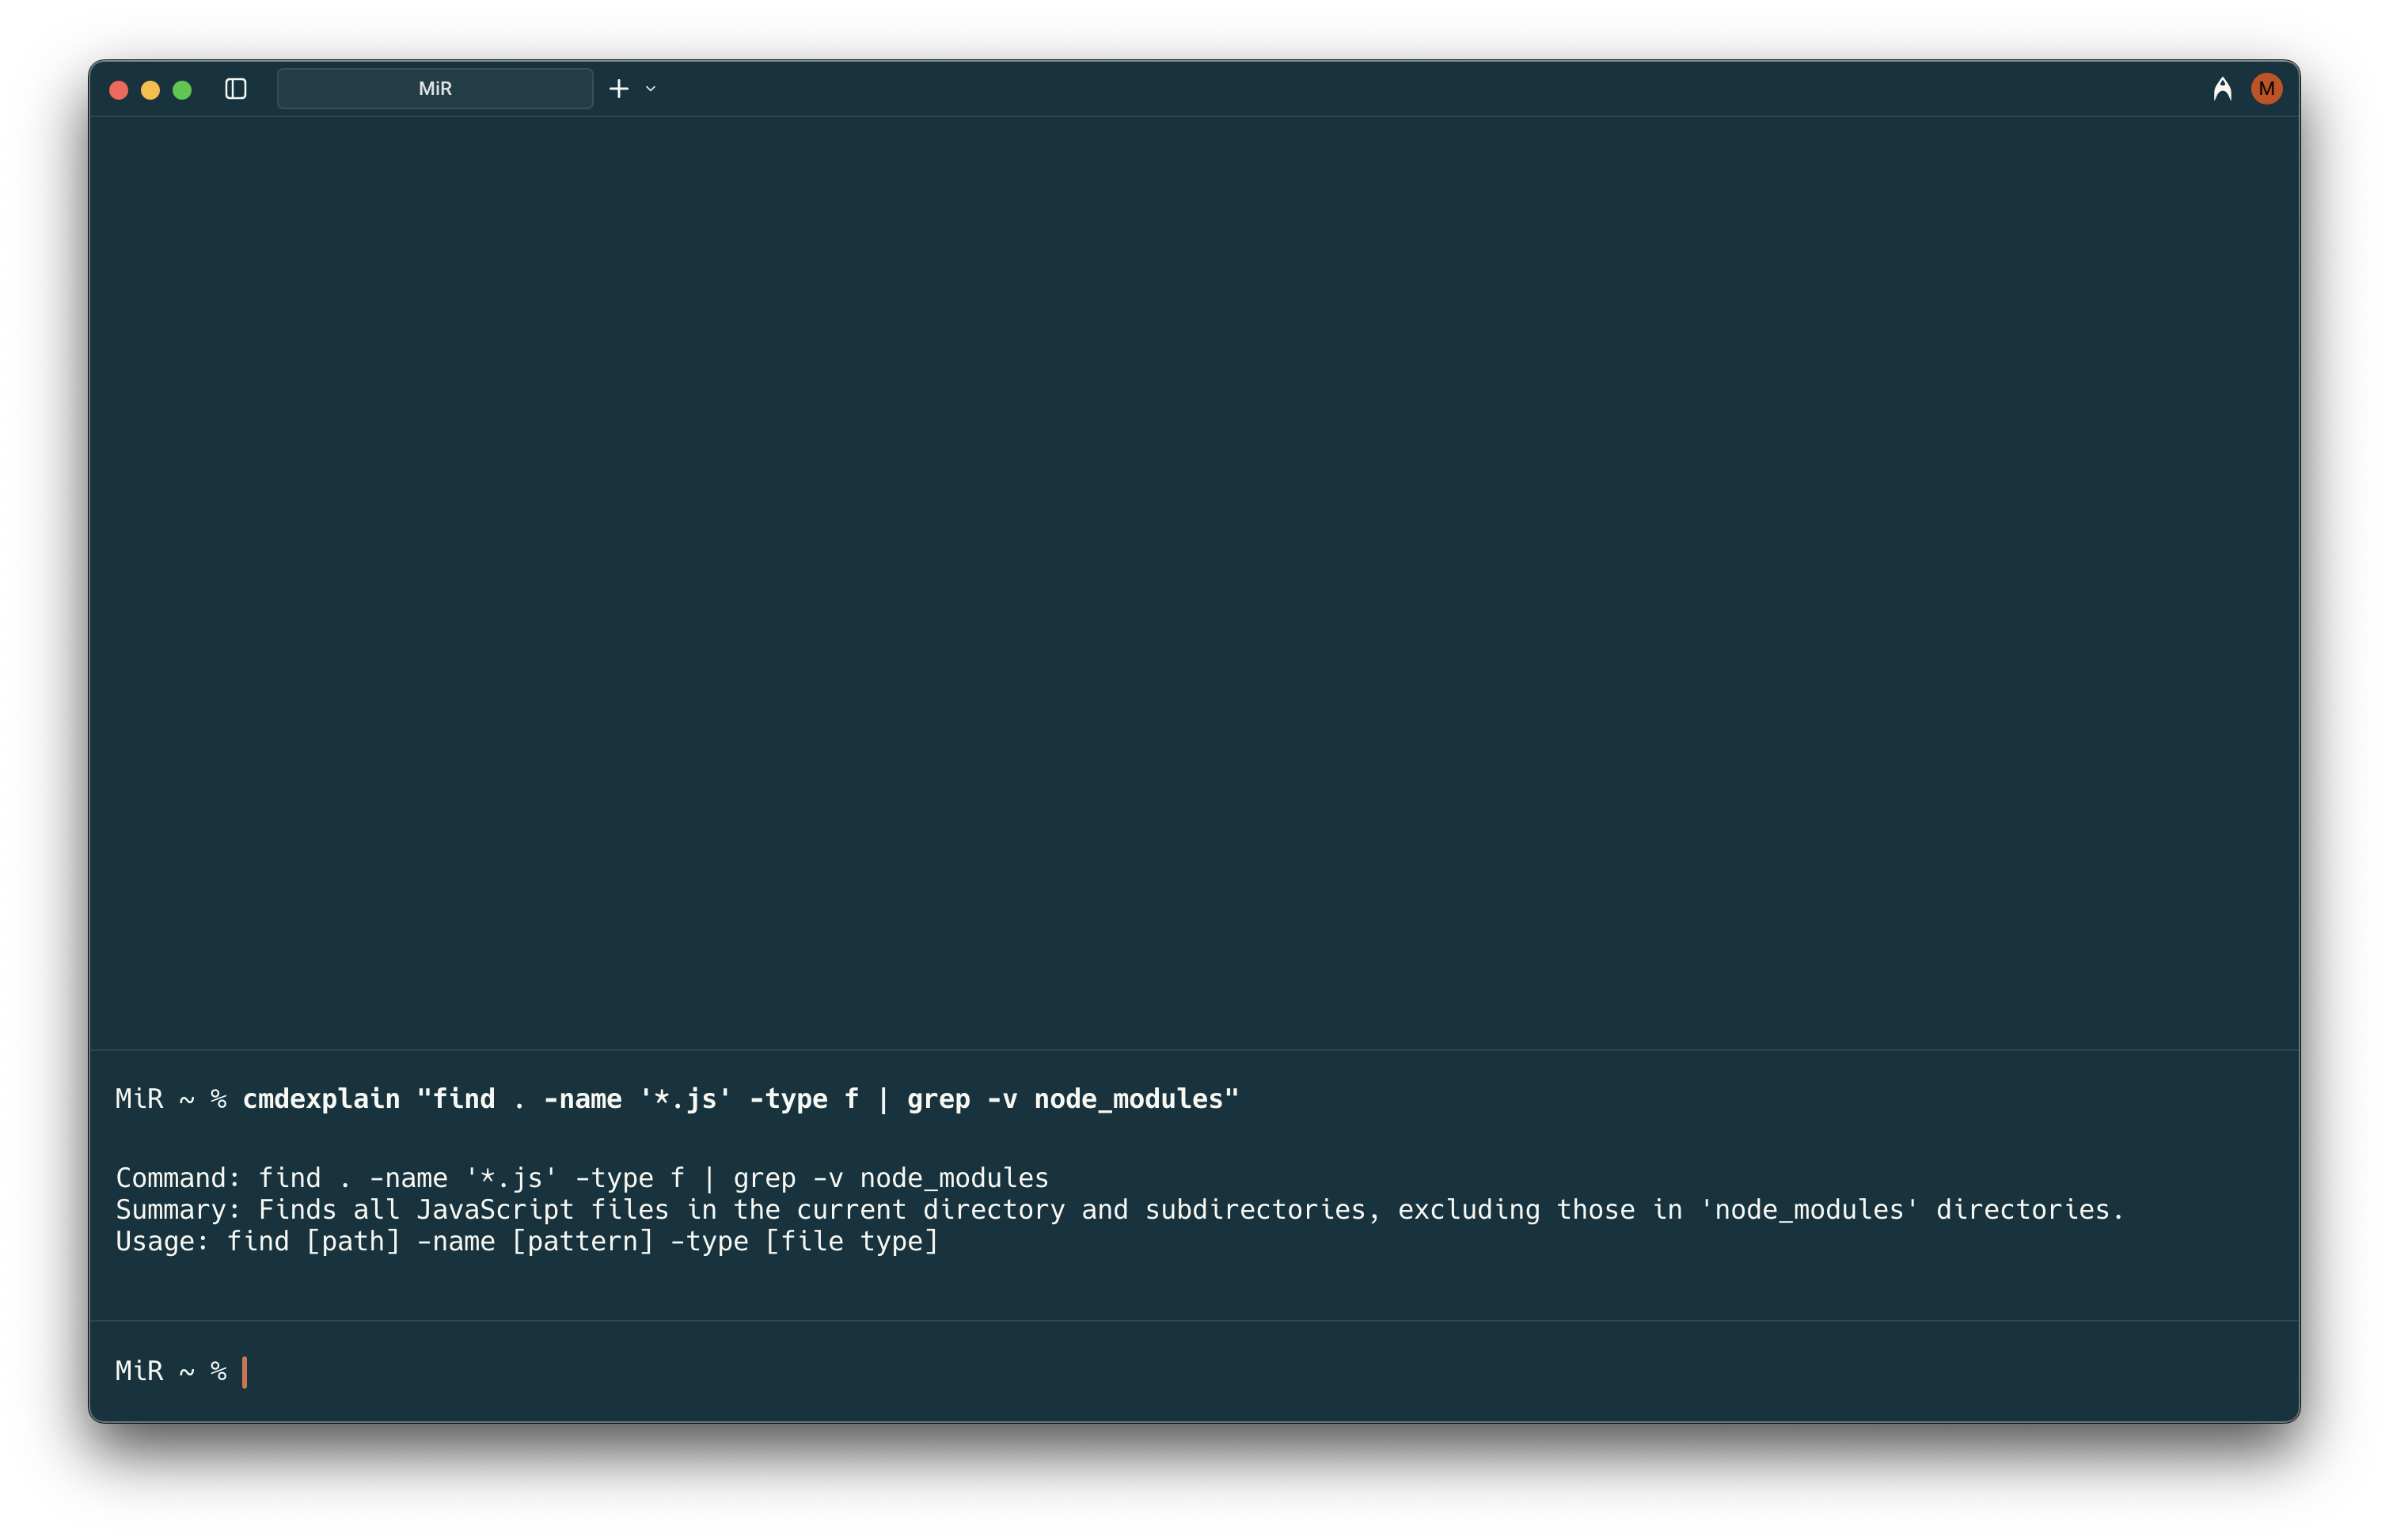 MiR
M
MiR ~ % cmdexplain "find . -name '*.js' -type f | grep -v node_modules"
Command: find . -name '*.js' -type f | grep -v node_modules
Summary: Finds all JavaScript files in the current directory and subdirectories, excluding those in 'node_modules' directories.
Usage: find [path] -name [pattern] -type [file type]
MiR ~ %